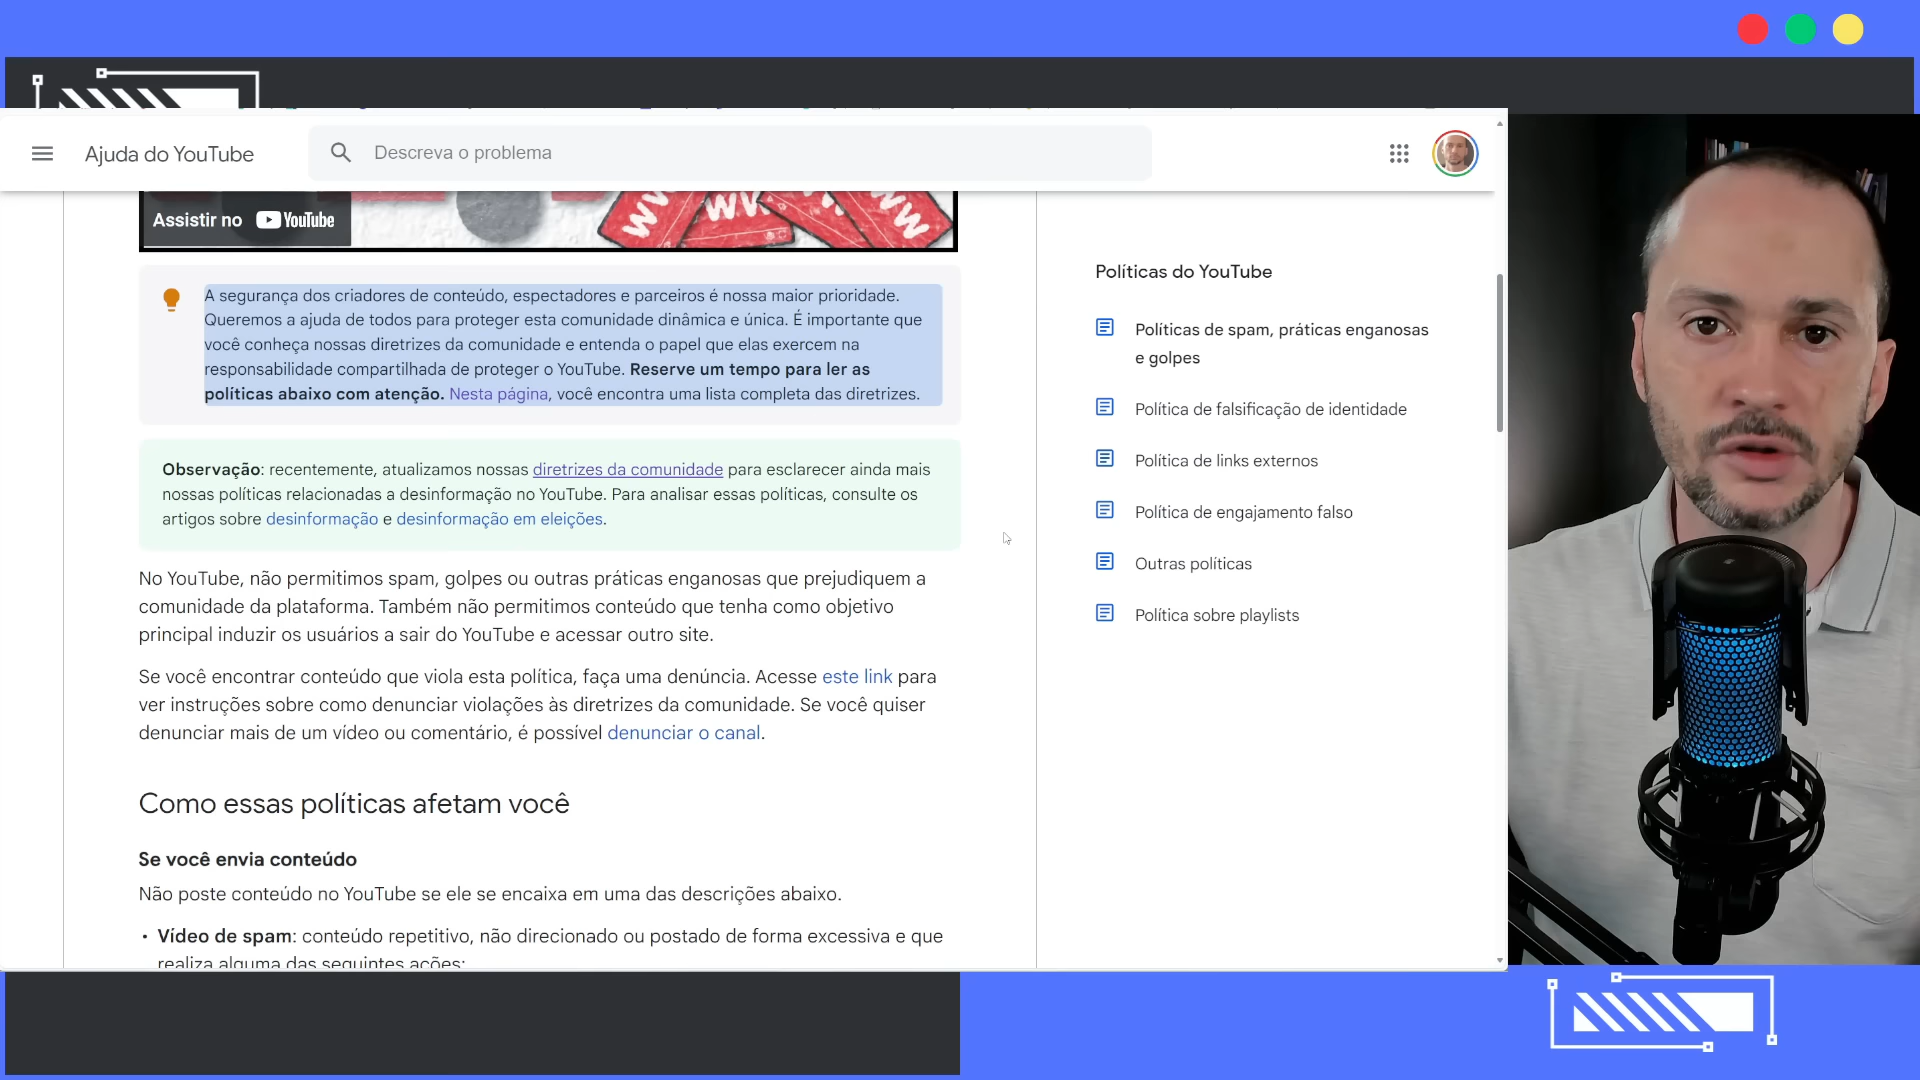 Ajuda do YouTube
Descreva o problema
Assistir no YouTube
WW
A segurança dos criadores de conteúdo, espectadores e parceiros é nossa maior prioridade.
Queremos a ajuda de todos para proteger esta comunidade dinâmica e única. É importante que
você conheça nossas diretrizes da comunidade e entenda o papel que elas exercem na
responsabilidade compartilhada de proteger o YouTube. Reserve um tempo para ler as
políticas abaixo com atenção. Nesta página, você encontra uma lista completa das diretrizes.
Observação: recentemente, atualizamos nossas diretrizes da comunidade para esclarecer ainda mais
nossas políticas relacionadas a desinformação no YouTube. Para analisar essas políticas, consulte os
artigos sobre desinformação e desinformação em eleições.
No YouTube, não permitimos spam, golpes ou outras práticas enganosas que prejudiquem a
comunidade da plataforma. Também não permitimos conteúdo que tenha como objetivo
principal induzir os usuários a sair do YouTube e acessar outro site.
Se você encontrar conteúdo que viola esta política, faça uma denúncia. Acesse este link para
ver instruções sobre como denunciar violações às diretrizes da comunidade. Se você quiser
denunciar mais de um vídeo ou comentário, é possível denunciar o canal.
Como essas políticas afetam você
Se você envia conteúdo
Não poste conteúdo no YouTube se ele se encaixa em uma das descrições abaixo.
• Vídeo de spam: conteúdo repetitivo, não direcionado ou postado de forma excessiva e que
realiza alguma das seguintes ações:
Políticas do YouTube
Políticas de spam, práticas enganosas
e golpes
Política de falsificação de identidade
Política de links externos
Política de engajamento falso
Outras políticas
Política sobre playlists